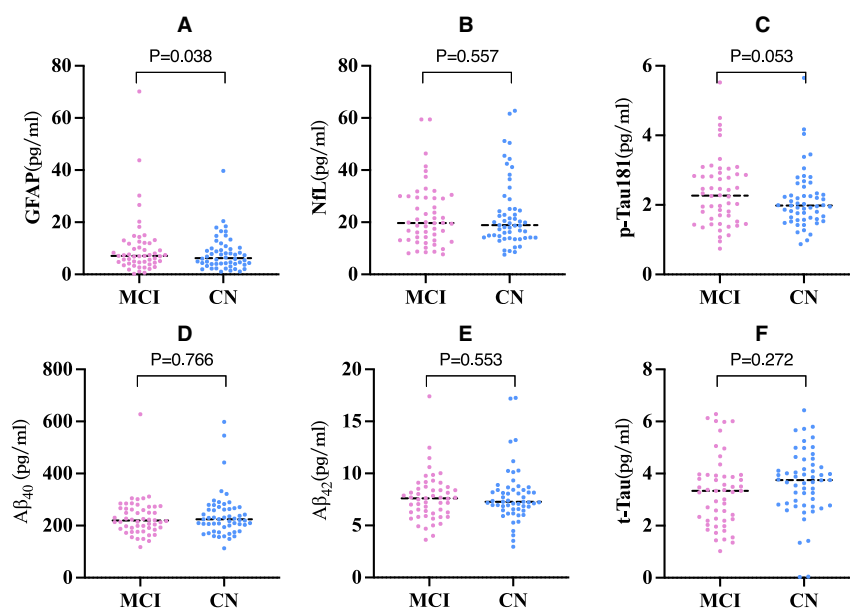 A
P=0.038
GFAP(pg/ml)
80
60
40
20
0
MCI
CN
B
P=0.557
NfL(pg/ml)
80
60
40
20
0
MCI
CN
C
P=0.053
p-Tau181(pg/ml)
6
4
2
0
MCI
CN
D
P=0.766
Aβ40 (pg/ml)
800
600
400
200
0
MCI
CN
E
P=0.553
Aβ42(pg/ml)
20
15
10
5
0
MCI
CN
F
P=0.272
t-Tau(pg/ml)
8
6
4
2
0
MCI
CN